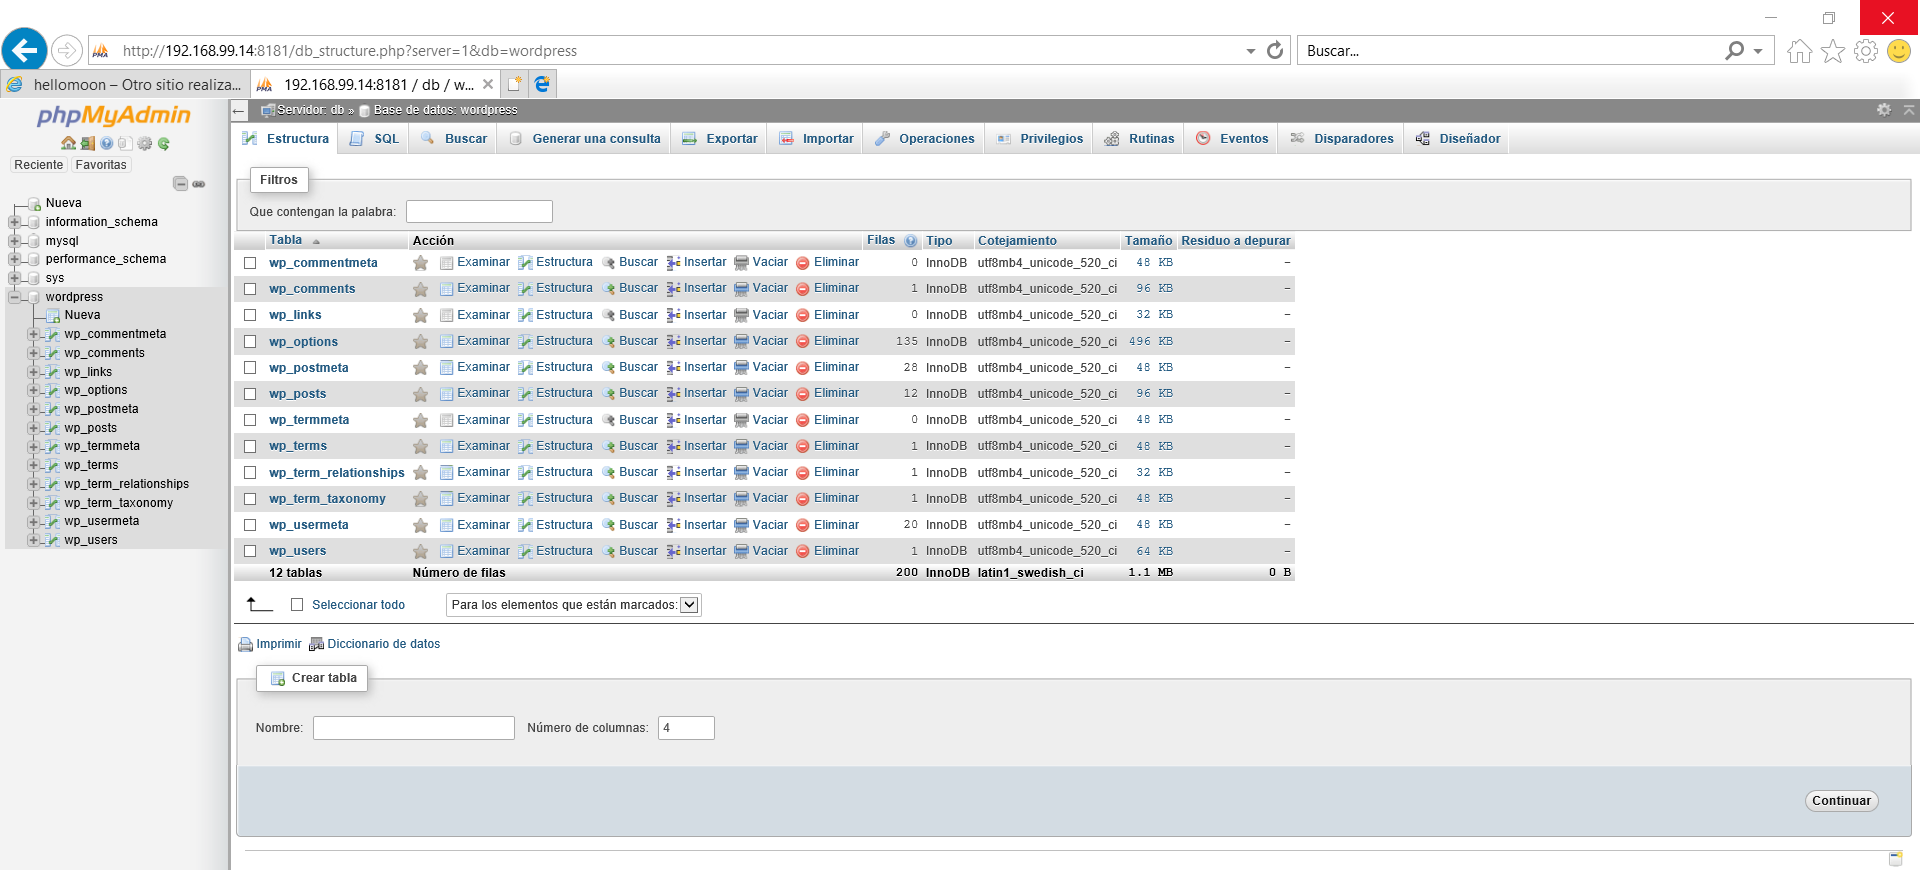 http://192.168.99.14:8181/db_structure.php?server=1&db=wordpress
Buscar...
hellomoon – Otro sitio realiza...
192.168.99.14:8181 / db / w...
phpMyAdmin
Servidor: db » Base de datos: wordpress
Estructura SQL Buscar Generar una consulta Exportar Importar Operaciones Privilegios Rutinas Eventos Disparadores Diseñador
Reciente Favoritas
Nueva
information_schema
mysql
performance_schema
sys
wordpress
Nueva
wp_commentmeta
wp_comments
wp_links
wp_options
wp_postmeta
wp_posts
wp_termmeta
wp_terms
wp_term_relationships
wp_term_taxonomy
wp_usermeta
wp_users
Filtros
Que contengan la palabra:
Tabla Acción Filas Tipo Cotejamiento Tamaño Residuo a depurar
wp_commentmeta Examinar Estructura Buscar Insertar Vaciar Eliminar 0 InnoDB utf8mb4_unicode_520_ci 48 KB –
wp_comments Examinar Estructura Buscar Insertar Vaciar Eliminar 1 InnoDB utf8mb4_unicode_520_ci 96 KB –
wp_links Examinar Estructura Buscar Insertar Vaciar Eliminar 0 InnoDB utf8mb4_unicode_520_ci 32 KB –
wp_options Examinar Estructura Buscar Insertar Vaciar Eliminar 135 InnoDB utf8mb4_unicode_520_ci 496 KB –
wp_postmeta Examinar Estructura Buscar Insertar Vaciar Eliminar 28 InnoDB utf8mb4_unicode_520_ci 48 KB –
wp_posts Examinar Estructura Buscar Insertar Vaciar Eliminar 12 InnoDB utf8mb4_unicode_520_ci 96 KB –
wp_termmeta Examinar Estructura Buscar Insertar Vaciar Eliminar 0 InnoDB utf8mb4_unicode_520_ci 48 KB –
wp_terms Examinar Estructura Buscar Insertar Vaciar Eliminar 1 InnoDB utf8mb4_unicode_520_ci 48 KB –
wp_term_relationships Examinar Estructura Buscar Insertar Vaciar Eliminar 1 InnoDB utf8mb4_unicode_520_ci 32 KB –
wp_term_taxonomy Examinar Estructura Buscar Insertar Vaciar Eliminar 1 InnoDB utf8mb4_unicode_520_ci 48 KB –
wp_usermeta Examinar Estructura Buscar Insertar Vaciar Eliminar 20 InnoDB utf8mb4_unicode_520_ci 48 KB –
wp_users Examinar Estructura Buscar Insertar Vaciar Eliminar 1 InnoDB utf8mb4_unicode_520_ci 64 KB –
12 tablas Número de filas 200 InnoDB latin1_swedish_ci 1.1 MB 0 B
Seleccionar todo Para los elementos que están marcados:
Imprimir Diccionario de datos
Crear tabla
Nombre: Número de columnas: 4
Continuar